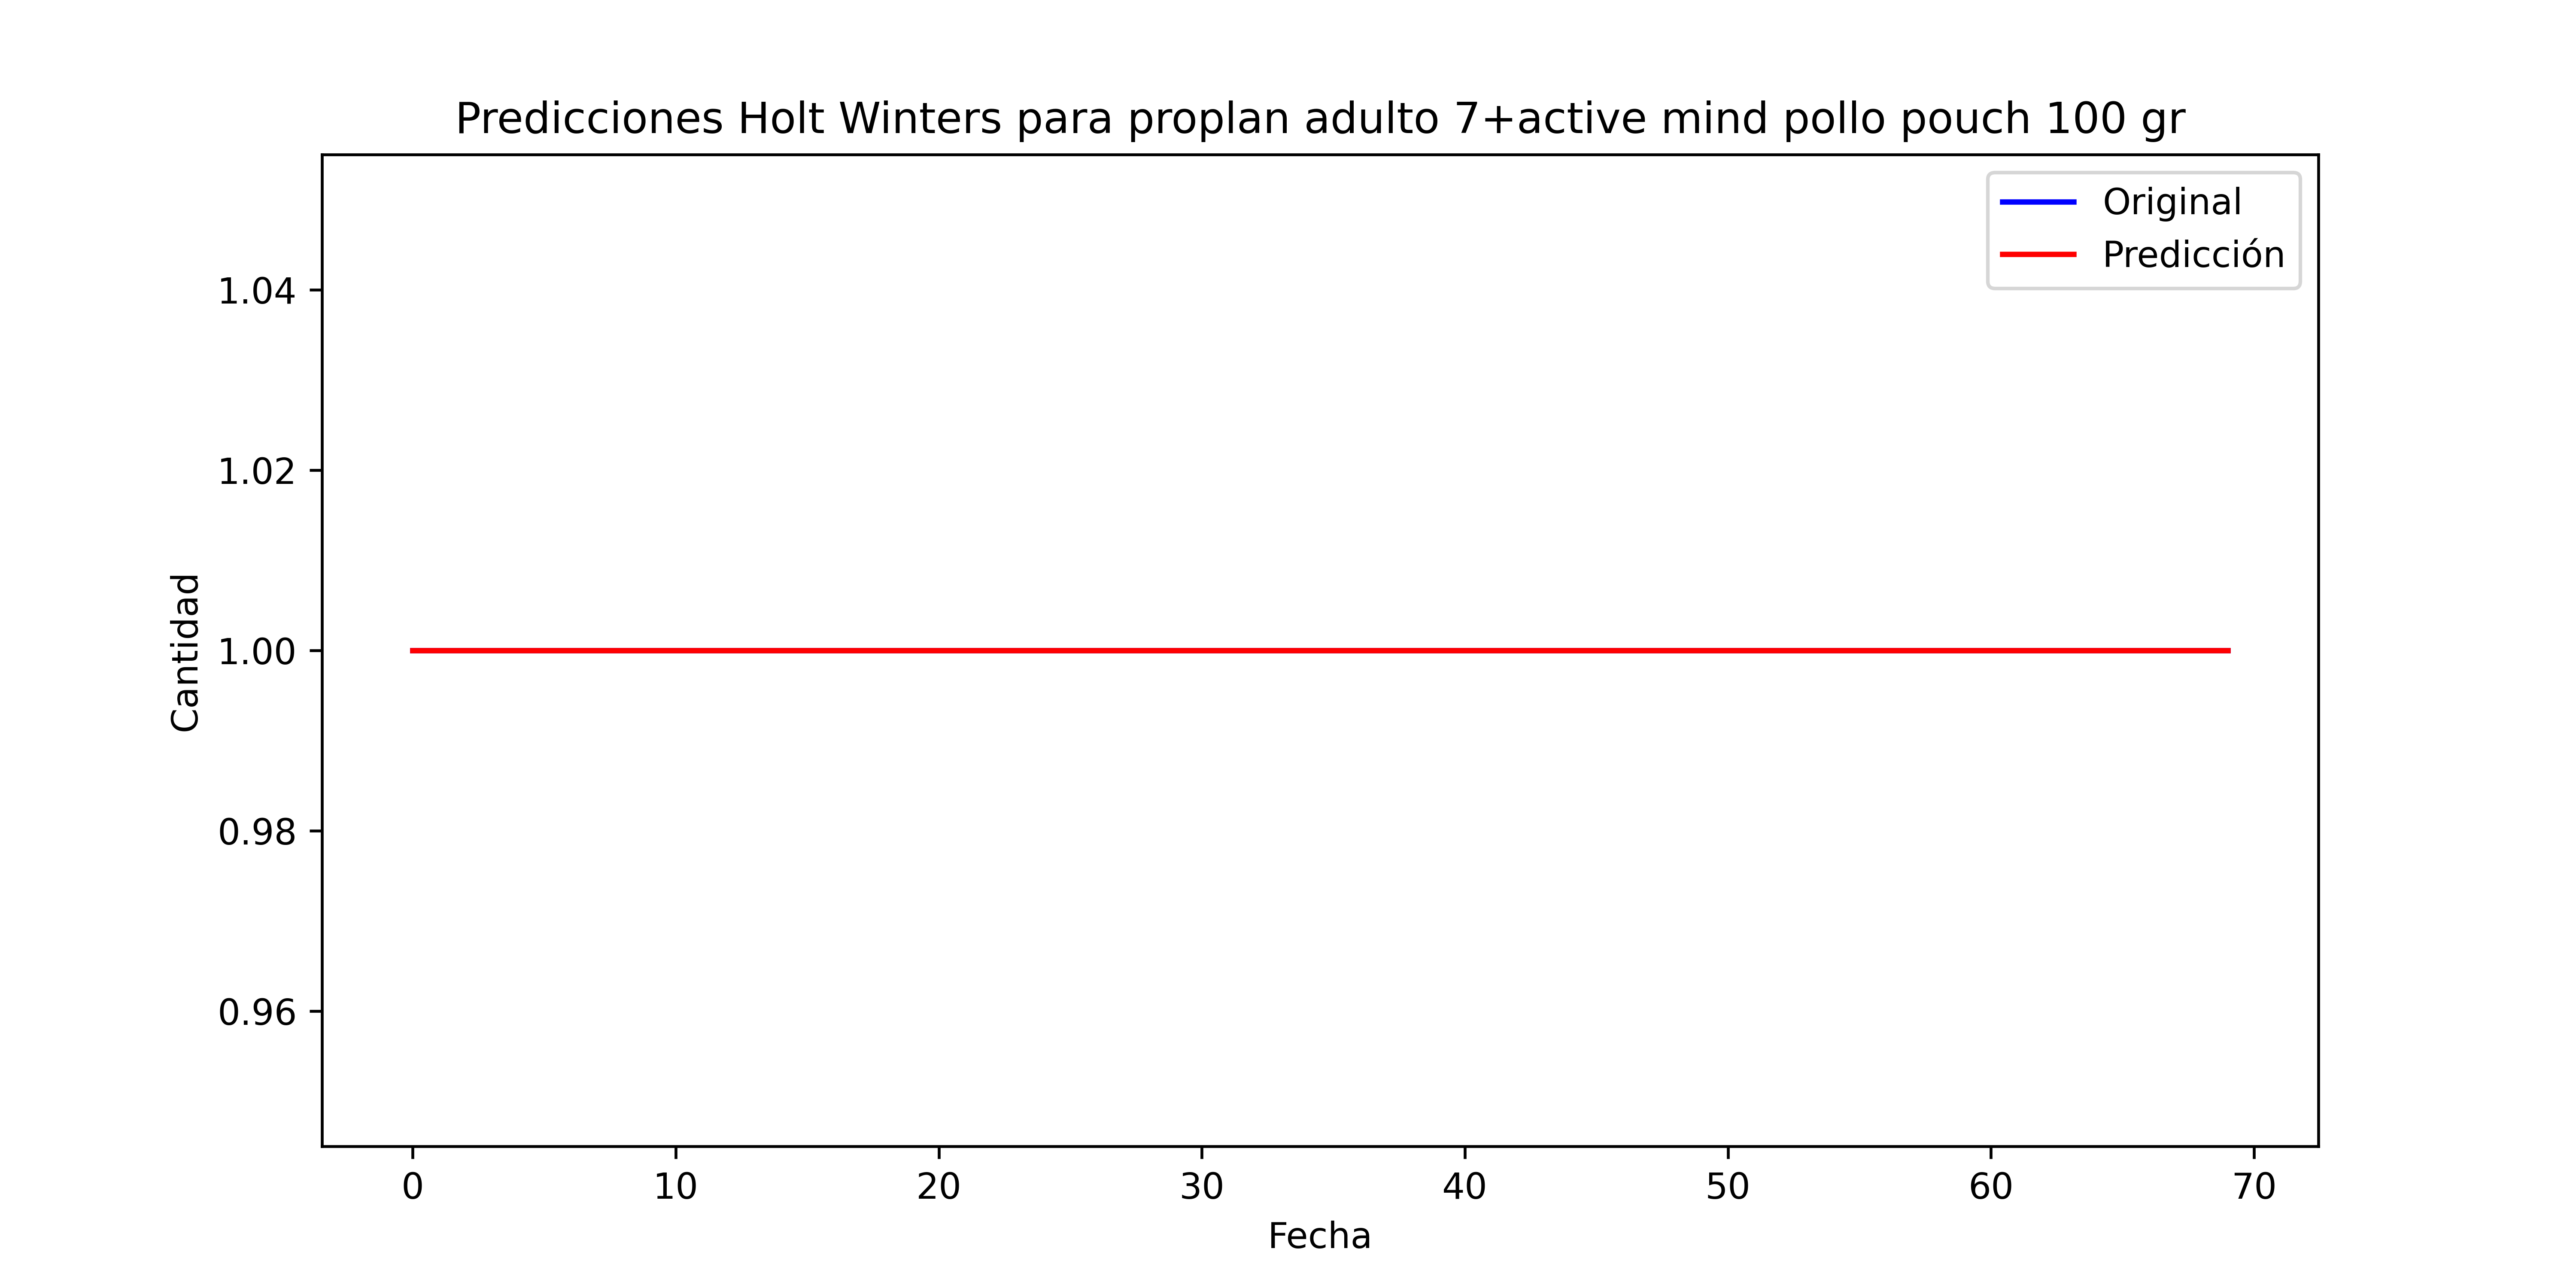 Predicciones Holt Winters para proplan adulto 7+active mind pollo pouch 100 gr
Original
Predicción
1.04
1.02
1.00
0.98
0.96
Cantidad
0 10 20 30 40 50 60 70
Fecha